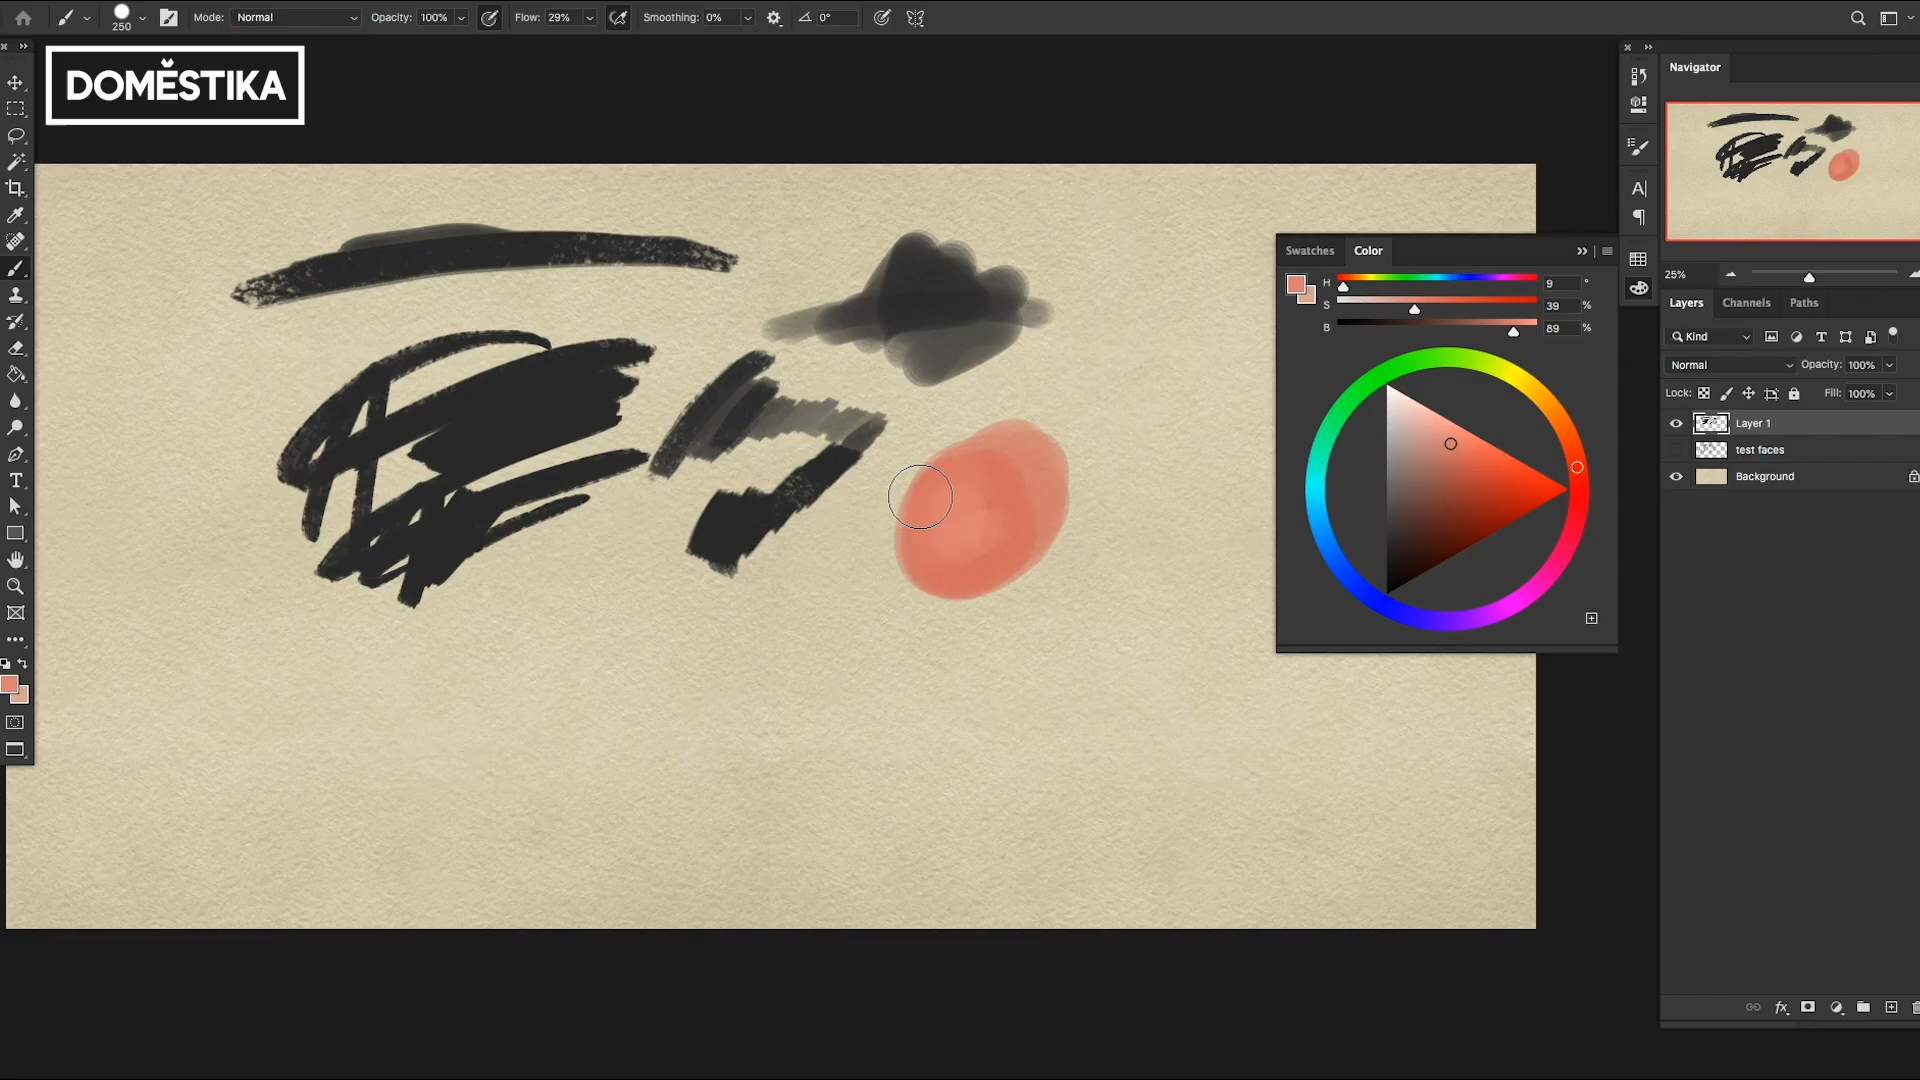 Mode: Normal Opacity: 100% Flow: 29% Smoothing: 0% 0°
250
DOMESTIKA
Navigator
25%
Swatches Color
H 9 °
S 39 %
B 89 %
Layers Channels Paths
Kind
Normal Opacity: 100%
Lock: Fill: 100%
Layer 1
test faces
Background